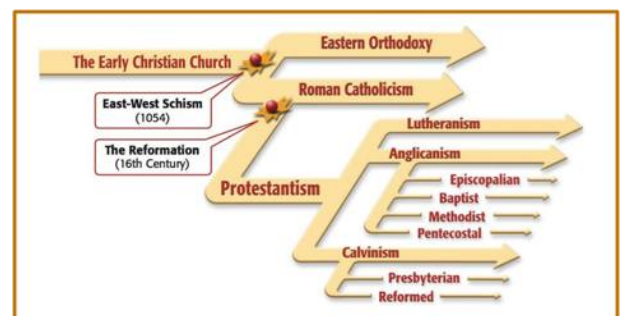 The Early Christian Church
Eastern Orthodoxy
Roman Catholicism
East-West Schism
(1054)
The Reformation
(16th Century)
Protestantism
Lutheranism
Anglicanism
Episcopalian
Baptist
Methodist
Pentecostal
Calvinism
Presbyterian
Reformed